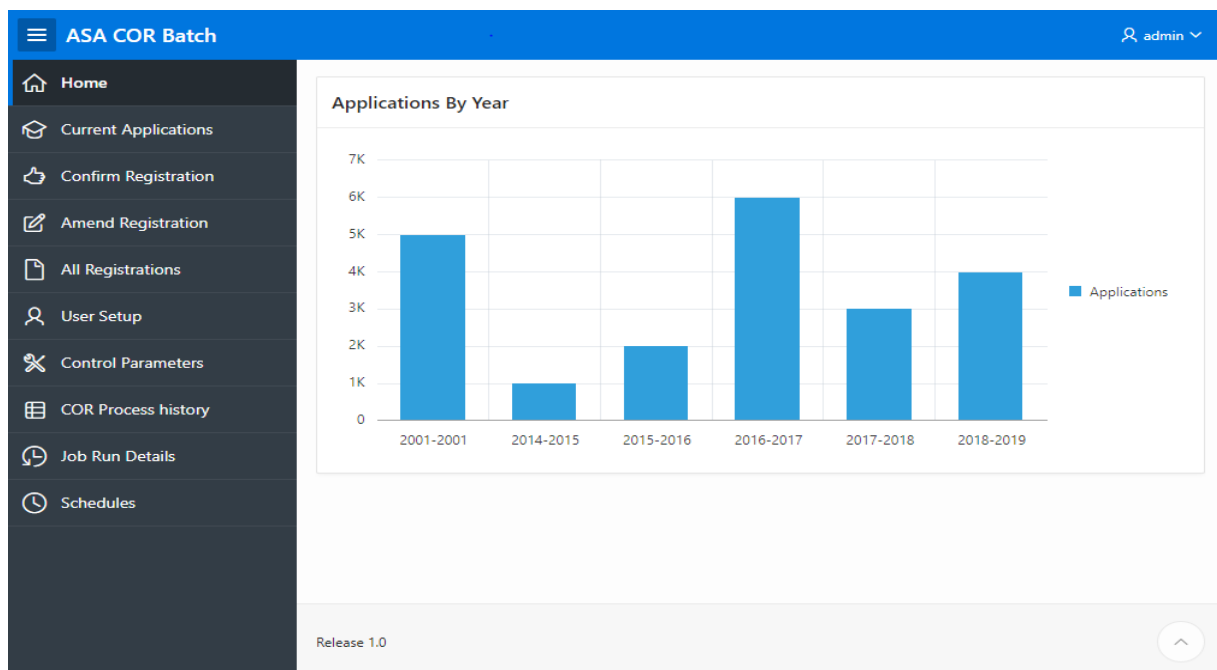 ASA COR Batch
admin
Home
Current Applications
Confirm Registration
Amend Registration
All Registrations
User Setup
Control Parameters
COR Process history
Job Run Details
Schedules
Applications By Year
7K
6K
5K
4K
3K
2K
1K
0
2001-2001 2014-2015 2015-2016 2016-2017 2017-2018 2018-2019
Applications
Release 1.0